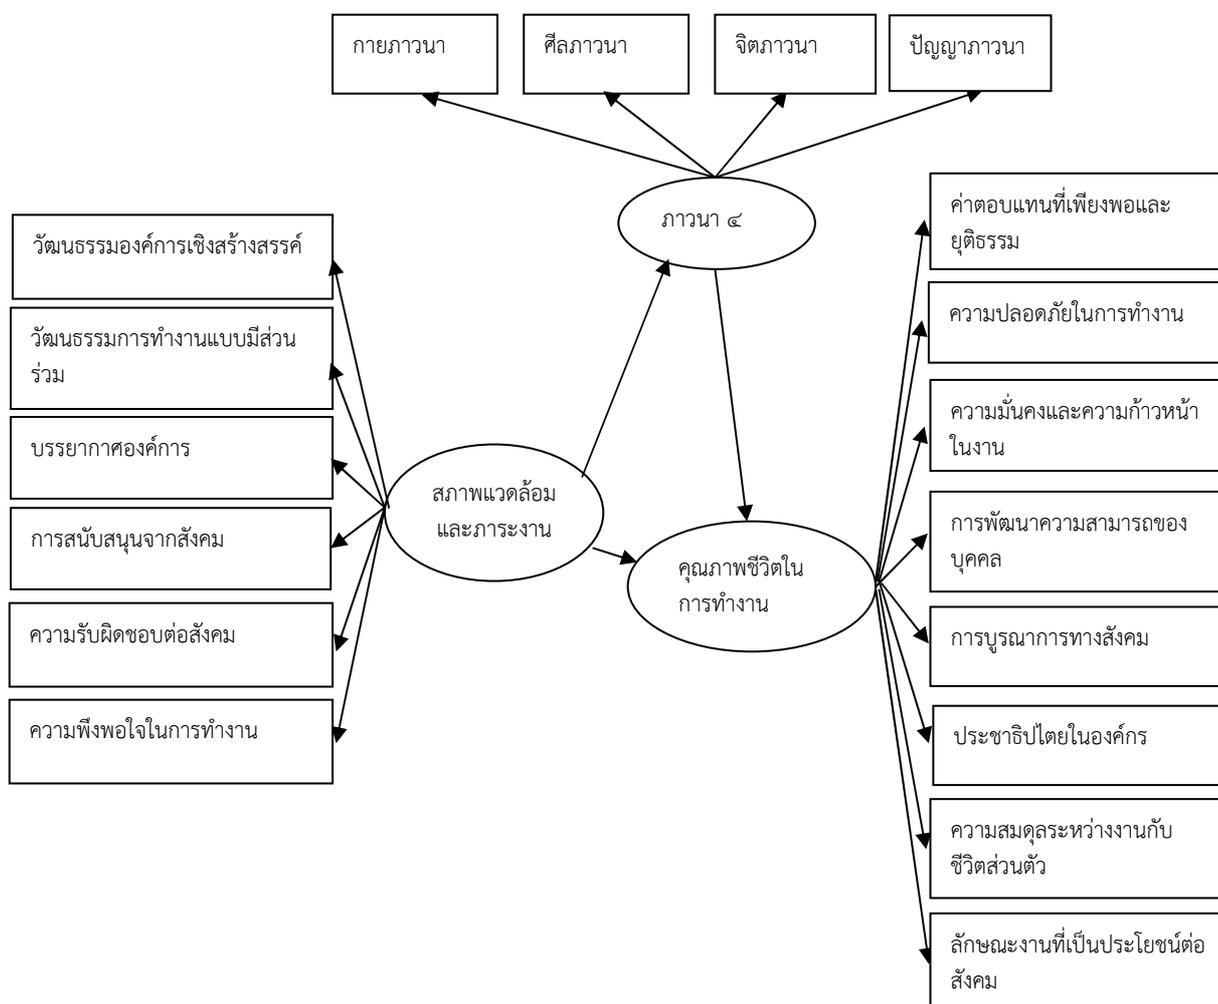 กายภาวนา
ศีลภาวนา
จิตภาวนา
ปัญญาภาวนา
ภาวนา ๔
วัฒนธรรมองค์การเชิงสร้างสรรค์
วัฒนธรรมการทำงานแบบมีส่วน
ร่วม
บรรยากาศองค์การ
การสนับสนุนจากสังคม
ความรับผิดชอบต่อสังคม
ความพึงพอใจในการทำงาน
สภาพแวดล้อม
และภาระงาน
คุณภาพชีวิตใน
การทำงาน
ค่าตอบแทนที่เพียงพอและ
ยุติธรรม
ความปลอดภัยในการทำงาน
ความมั่นคงและความก้าวหน้า
ในงาน
การพัฒนาความสามารถของ
บุคคล
การบูรณาการทางสังคม
ประชาธิปไตยในองค์กร
ความสมดุลระหว่างงานกับ
ชีวิตส่วนตัว
ลักษณะงานที่เป็นประโยชน์ต่อ
สังคม